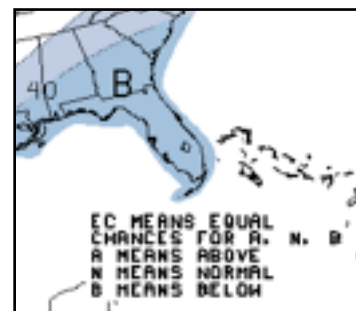 B
40
EC MEANS EQUAL
CHANCES FOR A, N, B
A MEANS ABOVE
N MEANS NORMAL
B MEANS BELOW